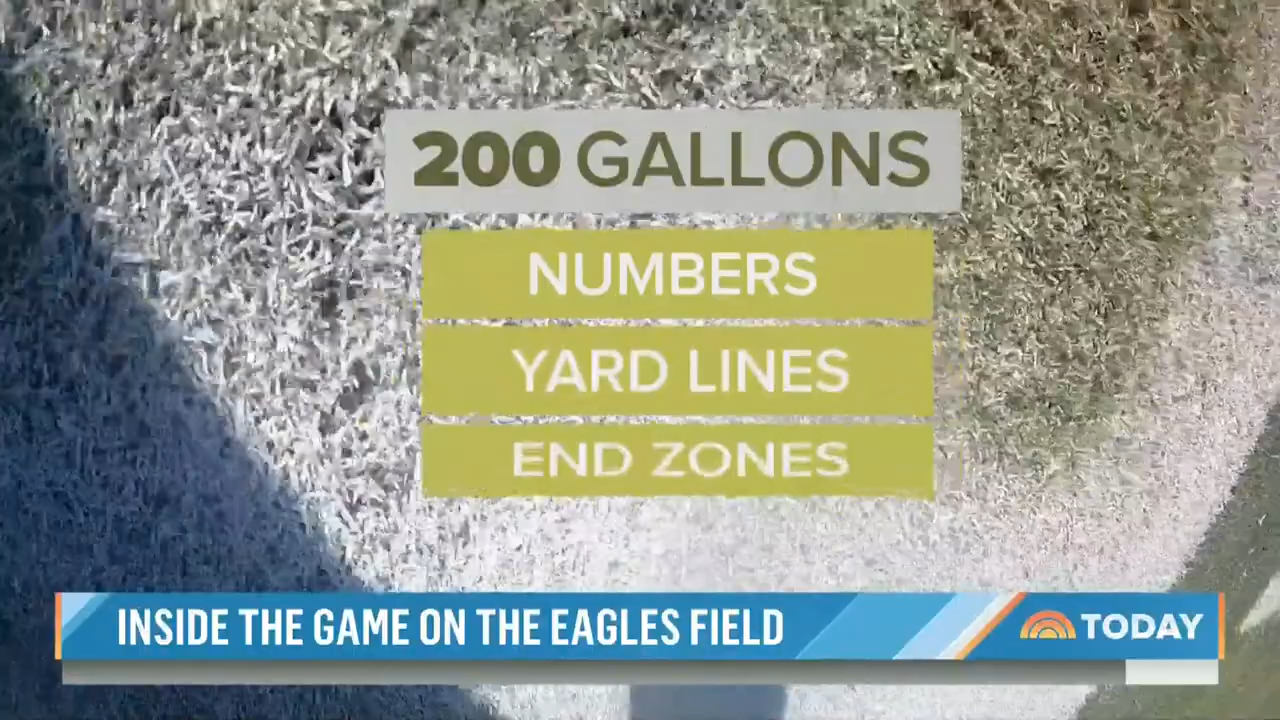 200 GALLONS
NUMBERS
YARD LINES
END ZONES
INSIDE THE GAME ON THE EAGLES FIELD
TODAY